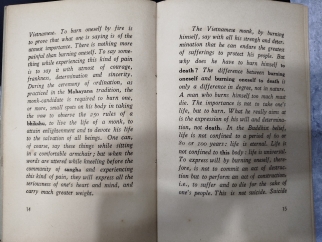 Vietnamese. To burn oneself by fire is
to prove that what one is saying is of the
utmost importance. There is nothing more
painful than burning oneself. To say some-
thing while experiencing this kind of pain
is to say it with utmost of courage,
frankness, determination and sincerity.
During the ceremony of ordination, as
practised in the Mahayana tradition, the
monk-candidate is required to burn one,
or more, small spots on his body in taking
the vow to observe the 250 rules of a
bhikshu, to live the life of a monk, to
attain enlightenment and to devote his life
to the salvation of all beings. One can,
of course, say these things while sitting
in a comfortable armchair; but when the
words are uttered while kneeling before the
community of sangha and experiencing
this kind of pain, they will express all the
seriousness of one's heart and mind, and
carry much greater weight.
14
The Vietnamese monk, by burning
himself, say with all his strengh and deter-
mination that he can endure the greatest
of sufferings to protect his people. But
why does he have to burn himself to
death? The difference between burning
oneself and burning oneself to death is
only a difference in degree, not in nature.
A man who burns himself too much must
die. The importance is not to take one's
life, but to burn. What he really aims at
is the expression of his will and determina-
tion, not death. In the Buddhist belief,
life is not confined to a period of 60 or
80 or 100 years: life is eternal. Life is
not confined to this body: life is universal.
To express will by burning oneself, there-
fore, is not to commit an act of destruc-
tion but to perform an act of construction,
i.e., to suffer and to die for the sake of
one's people. This is not suicide. Suicide
15